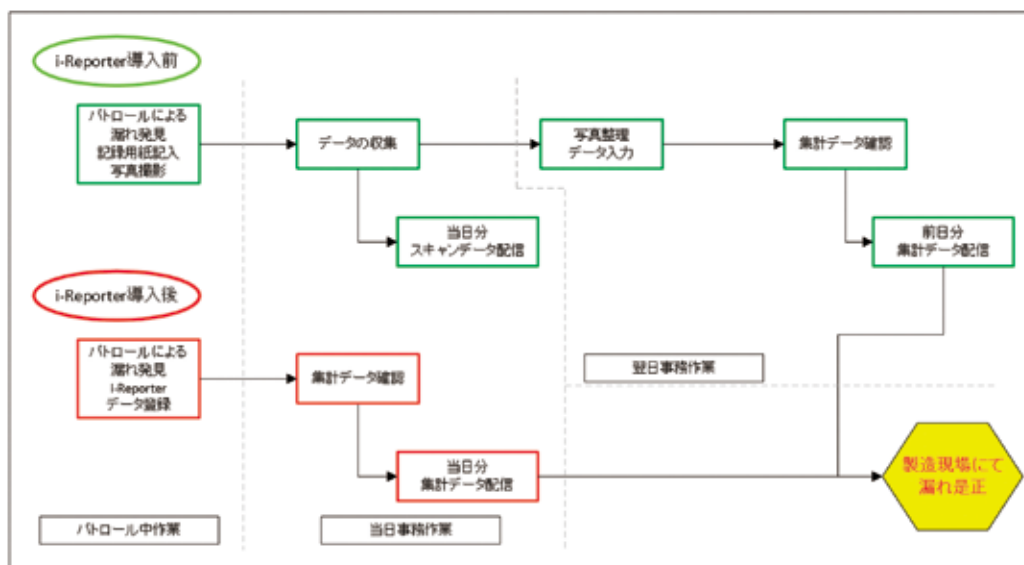 i-Reporter導入前
パトロールによる
漏れ発見
記録用紙記入
写真撮影
データの収集
写真整理
データ入力
集計データ確認
当日分
スキャンデータ配信
前日分
集計データ配信
i-Reporter導入後
パトロールによる
漏れ発見
i-Reporter
データ登録
集計データ確認
翌日事務作業
当日分
集計データ配信
製造現場にて
漏れ是正
パトロール中作業
当日事務作業